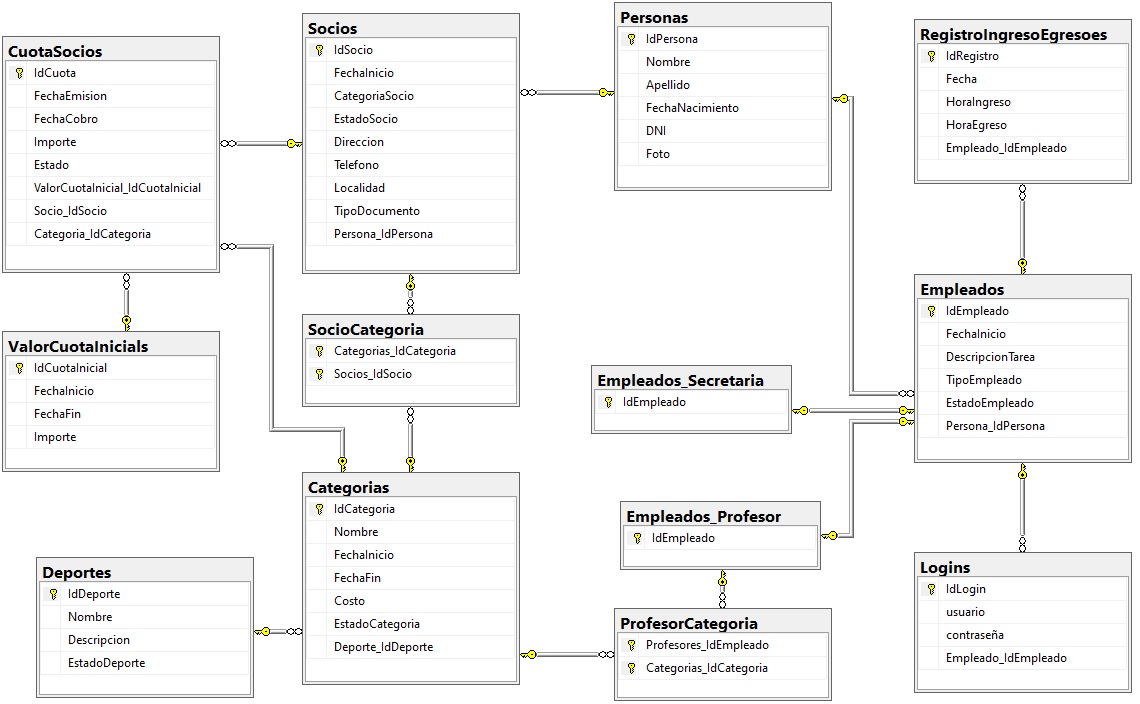 CuotaSocios
IdCuota
FechaEmision
FechaCobro
Importe
Estado
ValorCuotaInicial_IdCuotaInicial
Socio_IdSocio
Categoria_IdCategoria
Socios
IdSocio
FechaInicio
CategoriaSocio
EstadoSocio
Direccion
Telefono
Localidad
TipoDocumento
Persona_IdPersona
Personas
IdPersona
Nombre
Apellido
FechaNacimiento
DNI
Foto
RegistroIngresoEgresoes
IdRegistro
Fecha
HoraIngreso
HoraEgreso
Empleado_IdEmpleado
ValorCuotaInicials
IdCuotaInicial
FechaInicio
FechaFin
Importe
SocioCategoria
Categorias_IdCategoria
Socios_IdSocio
Empleados_Secretaria
IdEmpleado
Empleados
IdEmpleado
FechaInicio
DescripcionTarea
TipoEmpleado
EstadoEmpleado
Persona_IdPersona
Categorias
IdCategoria
Nombre
FechaInicio
FechaFin
Costo
EstadoCategoria
Deporte_IdDeporte
Empleados_Profesor
IdEmpleado
Deportes
IdDeporte
Nombre
Descripcion
EstadoDeporte
ProfesorCategoria
Profesores_IdEmpleado
Categorias_IdCategoria
Logins
IdLogin
usuario
contraseña
Empleado_IdEmpleado